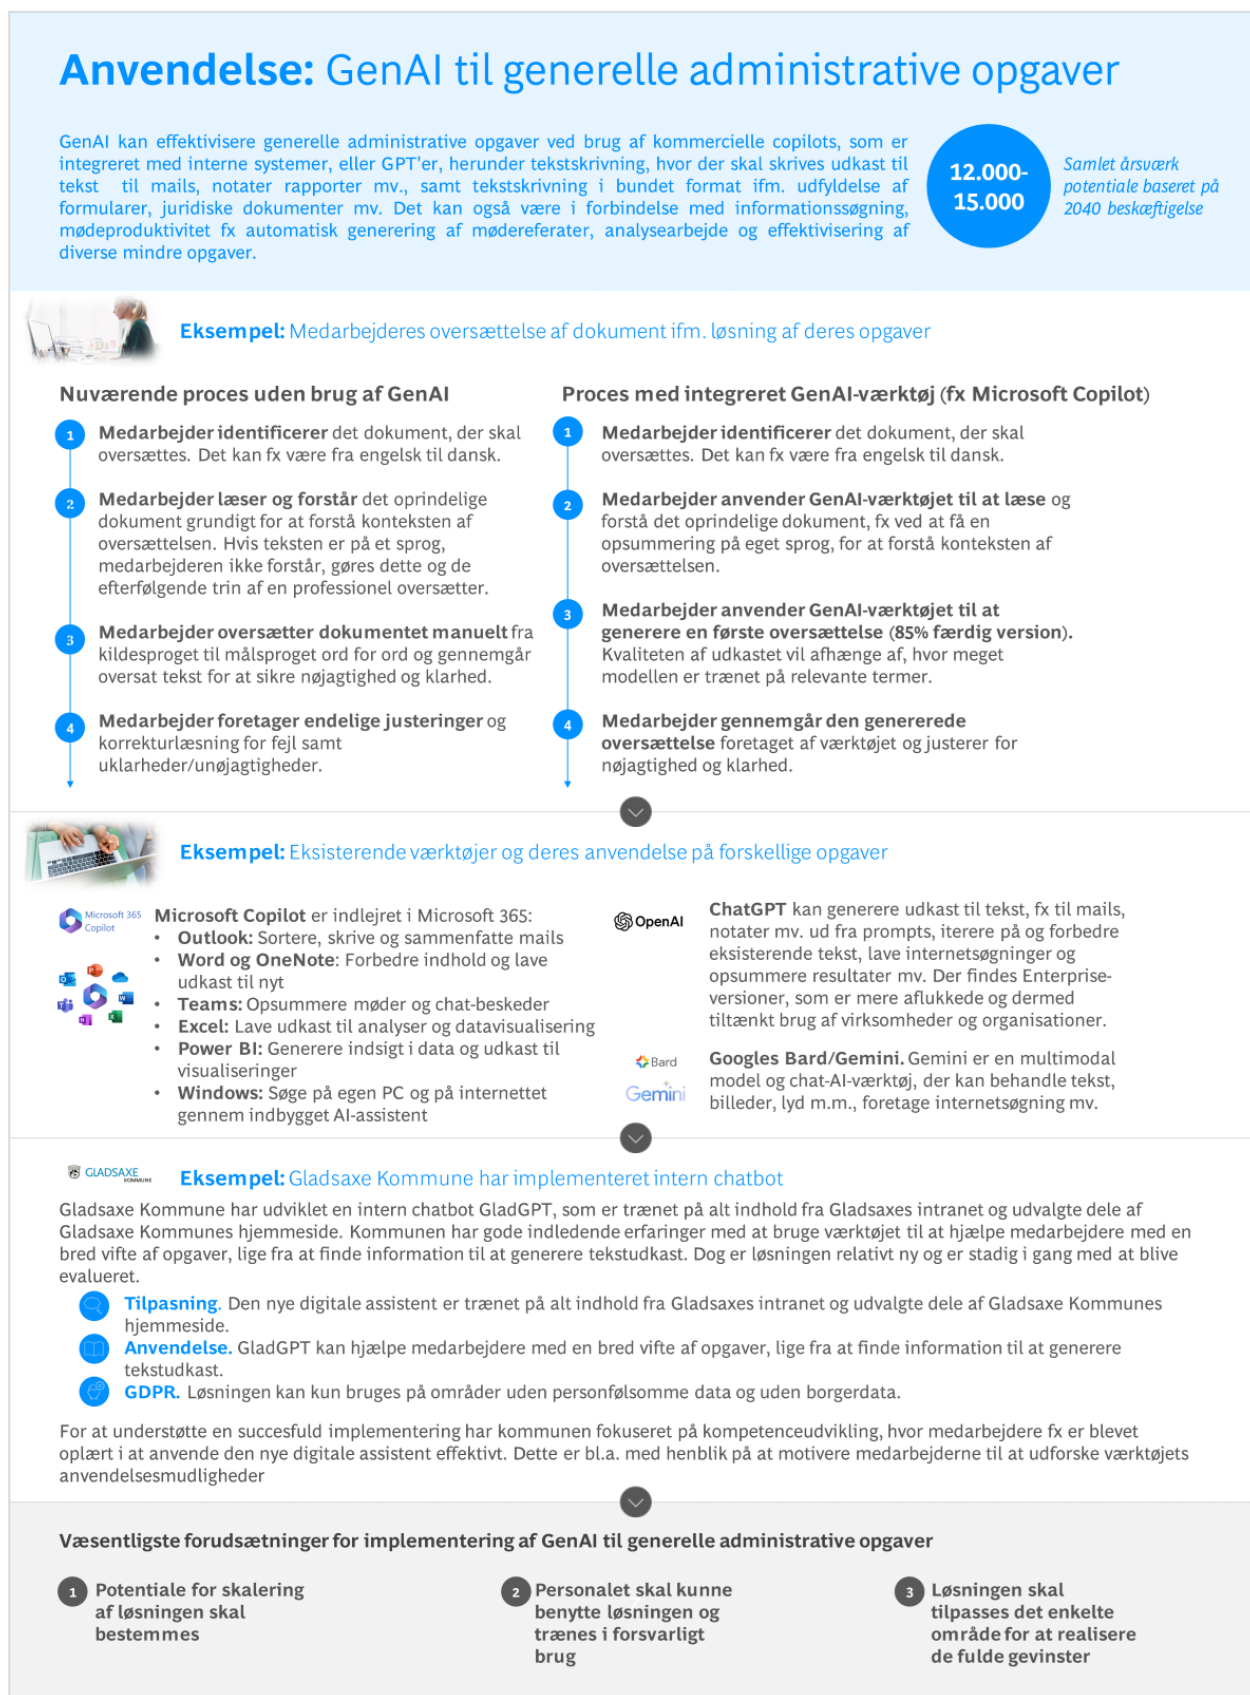 Anvendelse: GenAI til generelle administrative opgaver
GenAI kan effektivisere generelle administrative opgaver ved brug af kommercielle copilots, som er
integreret med interne systemer, eller GPT'er, herunder tekstskrivning, hvor der skal skrives udkast til
tekst til mails, notater rapporter mv., samt tekstskrivning i bundet format ifm. udfyldelse af
formularer, juridiske dokumenter mv. Det kan også være i forbindelse med informationssøgning,
mødeproduktivitet fx automatisk generering af mødereferater, analysearbejde og effektivisering af
diverse mindre opgaver.
12.000-
15.000
Samlet årsværk
potentiale baseret på
2040 beskæftigelse
Eksempel: Medarbejderes oversættelse af dokument ifm. løsning af deres opgaver
Nuværende proces uden brug af GenAI
1 Medarbejder identificerer det dokument, der skal
oversættes. Det kan fx være fra engelsk til dansk.
2 Medarbejder læser og forstår det oprindelige
dokument grundigt for at forstå konteksten af
oversættelsen. Hvis teksten er på et sprog,
medarbejderen ikke forstår, gøres dette og de
efterfølgende trin af en professionel oversætter.
3 Medarbejder oversætter dokumentet manuelt fra
kildesproget til målsproget ord for ord og gennemgår
oversat tekst for at sikre nøjagtighed og klarhed.
4 Medarbejder foretager endelige justeringer og
korrekturlæsning for fejl samt
uklarheder/unøjagtigheder.
Proces med integreret GenAI-værktøj (fx Microsoft Copilot)
1 Medarbejder identificerer det dokument, der skal
oversættes. Det kan fx være fra engelsk til dansk.
2 Medarbejder anvender GenAI-værktøjet til at læse og
forstå det oprindelige dokument, fx ved at få en
opsummering på eget sprog, for at forstå konteksten af
oversættelsen.
3 Medarbejder anvender GenAI-værktøjet til at
generere en første oversættelse (85% færdig version).
Kvaliteten af udkastet vil afhænge af, hvor meget
modellen er trænet på relevante termer.
4 Medarbejder gennemgår den genererede
oversættelse foretaget af værktøjet og justerer for
nøjagtighed og klarhed.
Eksempel: Eksisterende værktøjer og deres anvendelse på forskellige opgaver
Microsoft 365
Copilot
Microsoft Copilot er indlejret i Microsoft 365:
• Outlook: Sortere, skrive og sammenfatte mails
• Word og OneNote: Forbedre indhold og lave
udkast til nyt
• Teams: Opsummere møder og chat-beskeder
• Excel: Lave udkast til analyser og datavisualisering
• Power BI: Generere indsigt i data og udkast til
visualiseringer
• Windows: Søge på egen PC og på internettet
gennem indbygget AI-assistent
OpenAI
ChatGPT kan generere udkast til tekst, fx til mails,
notater mv. ud fra prompts, iterere på og forbedre
eksisterende tekst, lave internetsøgninger og
opsummere resultater mv. Der findes Enterprise-
versioner, som er mere aflukkede og dermed
tiltænkt brug af virksomheder og organisationer.
Bard
Gemini
Googles Bard/Gemini. Gemini er en multimodal
model og chat-AI-værktøj, der kan behandle tekst,
billeder, lyd m.m., foretage internetsøgning mv.
GLADSAXE
KOMMUNE
Eksempel: Gladsaxe Kommune har implementeret intern chatbot
Gladsaxe Kommune har udviklet en intern chatbot GladGPT, som er trænet på alt indhold fra Gladsaxes intranet og udvalgte dele af
Gladsaxe Kommunes hjemmeside. Kommunen har gode indledende erfaringer med at bruge værktøjet til at hjælpe medarbejdere med en
bred vifte af opgaver, lige fra at finde information til at generere tekstudkast. Dog er løsningen relativt ny og er stadig i gang med at blive
evalueret.
Tilpasning. Den nye digitale assistent er trænet på alt indhold fra Gladsaxes intranet og udvalgte dele af Gladsaxe Kommunes
hjemmeside.
Anvendelse. GladGPT kan hjælpe medarbejdere med en bred vifte af opgaver, lige fra at finde information til at generere
tekstudkast.
GDPR. Løsningen kan kun bruges på områder uden personfølsomme data og uden borgerdata.
For at understøtte en succesfuld implementering har kommunen fokuseret på kompetenceudvikling, hvor medarbejdere fx er blevet
oplært i at anvende den nye digitale assistent effektivt. Dette er bl.a. med henblik på at motivere medarbejderne til at udforske værktøjets
anvendelsesmudligheder
Væsentligste forudsætninger for implementering af GenAI til generelle administrative opgaver
1 Potentiale for skalering
af løsningen skal
bestemmes
2 Personalet skal kunne
benytte løsningen og
trænes i forsvarligt
brug
3 Løsningen skal
tilpasses det enkelte
område for at realisere
de fulde gevinster